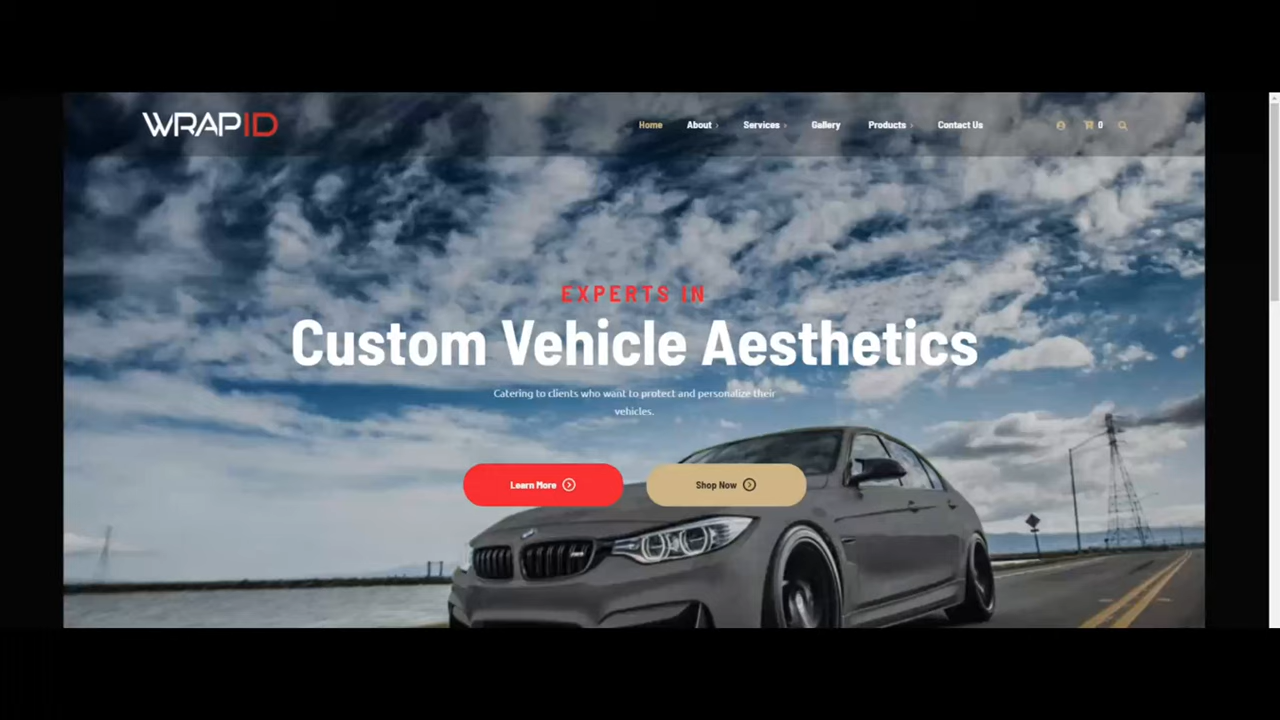 WRAPID
Home About Services Gallery Products Contact Us 0
EXPERTS IN
Custom Vehicle Aesthetics
Catering to clients who want to protect and personalize their
vehicles.
Learn More Shop Now